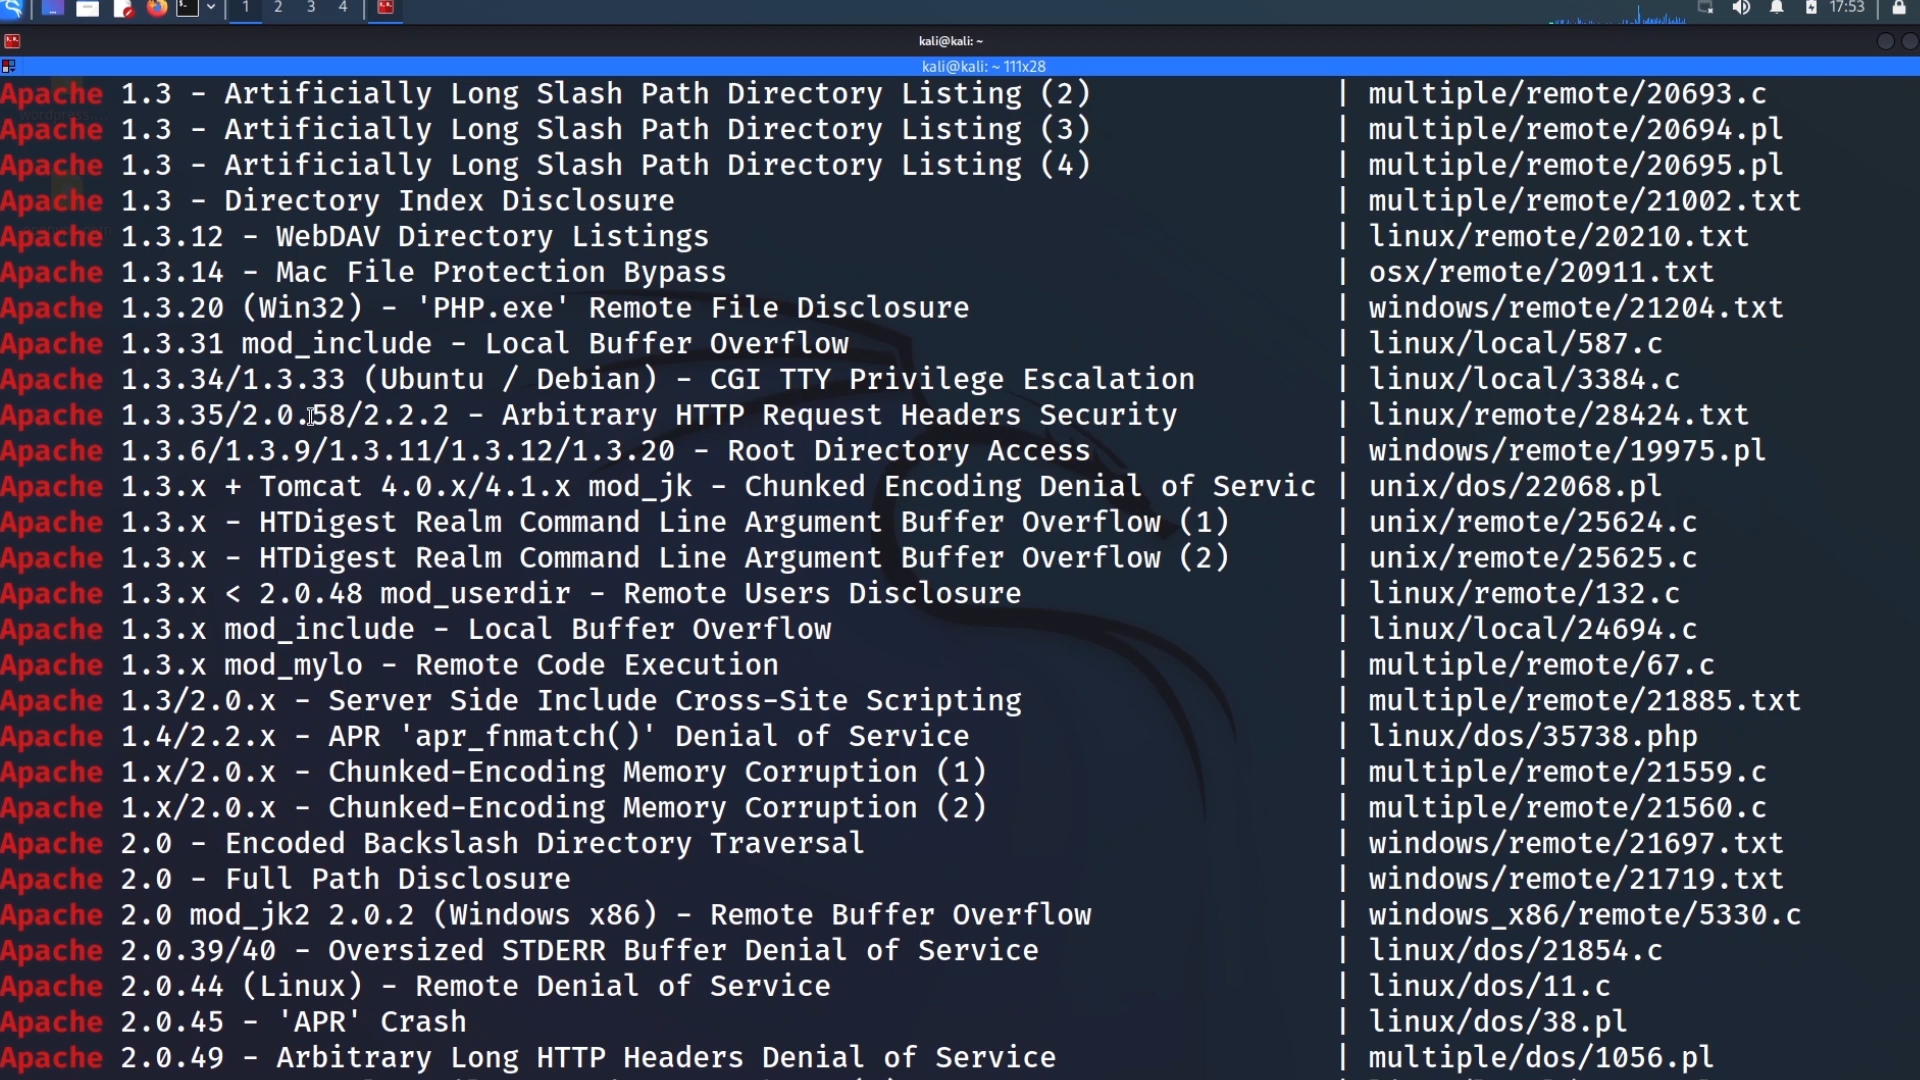 1 2 3 4 17:53
kali@kali: ~
kali@kali: ~ 111x28
Apache 1.3 - Artificially Long Slash Path Directory Listing (2) | multiple/remote/20693.c
Apache 1.3 - Artificially Long Slash Path Directory Listing (3) | multiple/remote/20694.pl
Apache 1.3 - Artificially Long Slash Path Directory Listing (4) | multiple/remote/20695.pl
Apache 1.3 - Directory Index Disclosure | multiple/remote/21002.txt
Apache 1.3.12 - WebDAV Directory Listings | linux/remote/20210.txt
Apache 1.3.14 - Mac File Protection Bypass | osx/remote/20911.txt
Apache 1.3.20 (Win32) - 'PHP.exe' Remote File Disclosure | windows/remote/21204.txt
Apache 1.3.31 mod_include - Local Buffer Overflow | linux/local/587.c
Apache 1.3.34/1.3.33 (Ubuntu / Debian) - CGI TTY Privilege Escalation | linux/local/3384.c
Apache 1.3.35/2.0.58/2.2.2 - Arbitrary HTTP Request Headers Security | linux/remote/28424.txt
Apache 1.3.6/1.3.9/1.3.11/1.3.12/1.3.20 - Root Directory Access | windows/remote/19975.pl
Apache 1.3.x + Tomcat 4.0.x/4.1.x mod_jk - Chunked Encoding Denial of Servic | unix/dos/22068.pl
Apache 1.3.x - HTDigest Realm Command Line Argument Buffer Overflow (1) | unix/remote/25624.c
Apache 1.3.x - HTDigest Realm Command Line Argument Buffer Overflow (2) | unix/remote/25625.c
Apache 1.3.x < 2.0.48 mod_userdir - Remote Users Disclosure | linux/remote/132.c
Apache 1.3.x mod_include - Local Buffer Overflow | linux/local/24694.c
Apache 1.3.x mod_mylo - Remote Code Execution | multiple/remote/67.c
Apache 1.3/2.0.x - Server Side Include Cross-Site Scripting | multiple/remote/21885.txt
Apache 1.4/2.2.x - APR 'apr_fnmatch()' Denial of Service | linux/dos/35738.php
Apache 1.x/2.0.x - Chunked-Encoding Memory Corruption (1) | multiple/remote/21559.c
Apache 1.x/2.0.x - Chunked-Encoding Memory Corruption (2) | multiple/remote/21560.c
Apache 2.0 - Encoded Backslash Directory Traversal | windows/remote/21697.txt
Apache 2.0 - Full Path Disclosure | windows/remote/21719.txt
Apache 2.0 mod_jk2 2.0.2 (Windows x86) - Remote Buffer Overflow | windows_x86/remote/5330.c
Apache 2.0.39/40 - Oversized STDERR Buffer Denial of Service | linux/dos/21854.c
Apache 2.0.44 (Linux) - Remote Denial of Service | linux/dos/11.c
Apache 2.0.45 - 'APR' Crash | linux/dos/38.pl
Apache 2.0.49 - Arbitrary Long HTTP Headers Denial of Service | multiple/dos/1056.pl